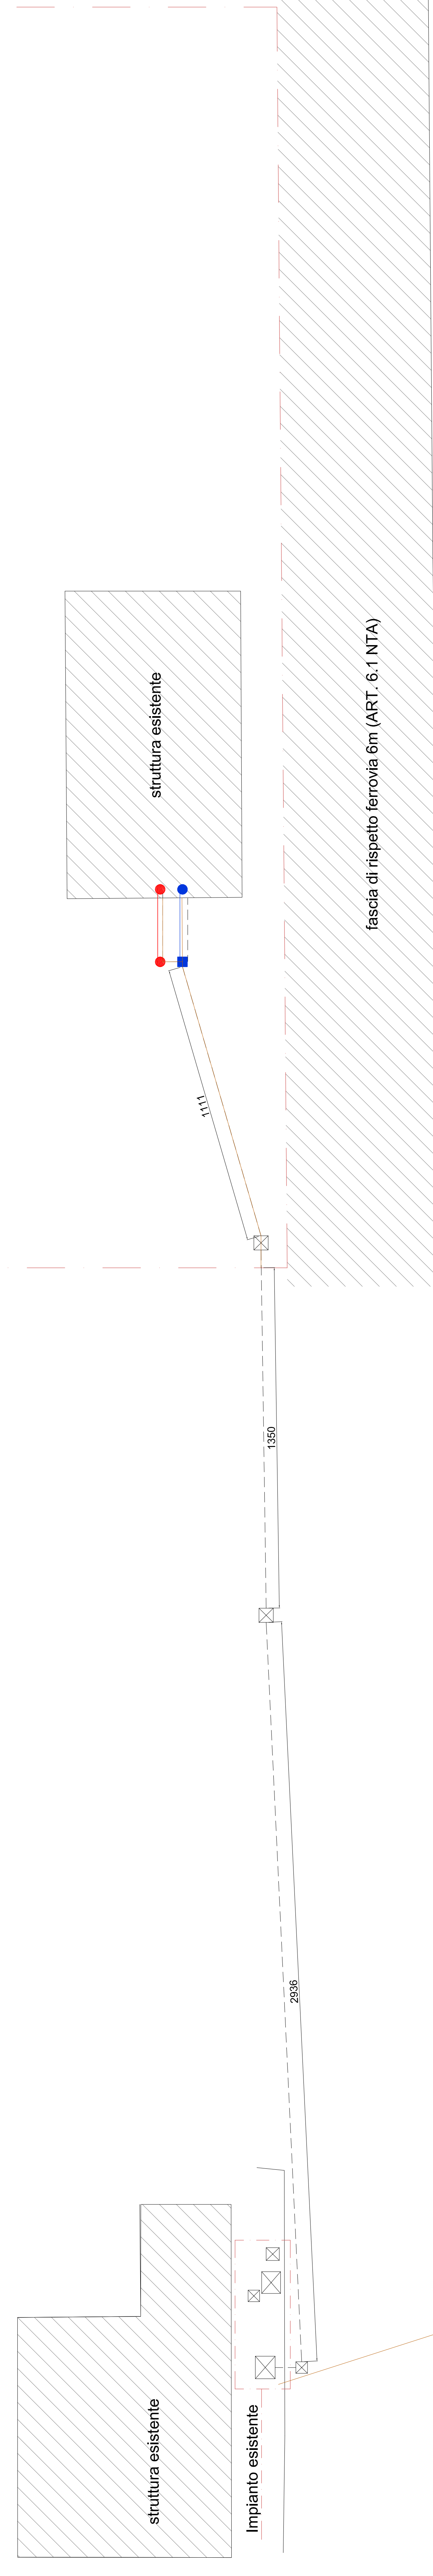 struttura esistente
fascia di rispetto ferrovia 6m (ART. 6.1 NTA)
1111
1350
2936
struttura esistente
Impianto esistente